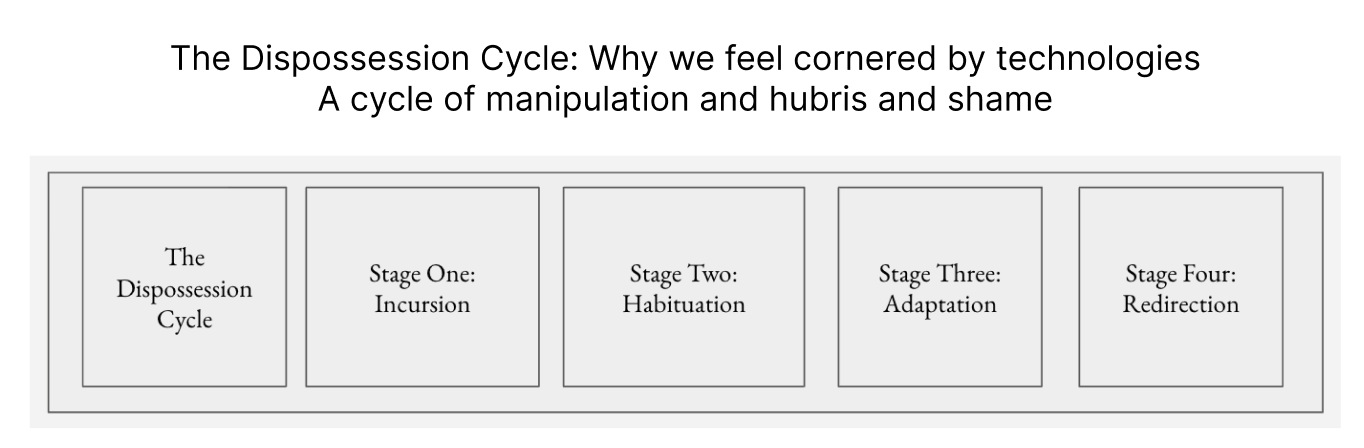 The Dispossession Cycle: Why we feel cornered by technologies
A cycle of manipulation and hubris and shame
The
Dispossession
Cycle
Stage One:
Incursion
Stage Two:
Habituation
Stage Three:
Adaptation
Stage Four:
Redirection